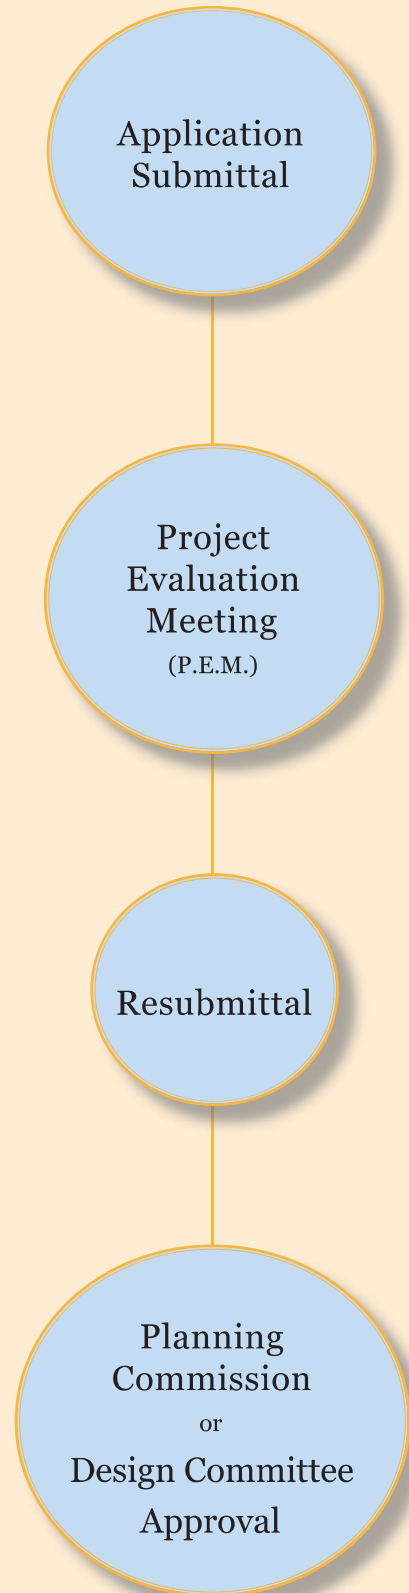 Application
Submittal
Project
Evaluation
Meeting
(P.E.M.)
Resubmittal
Planning
Commission
or
Design Committee
Approval